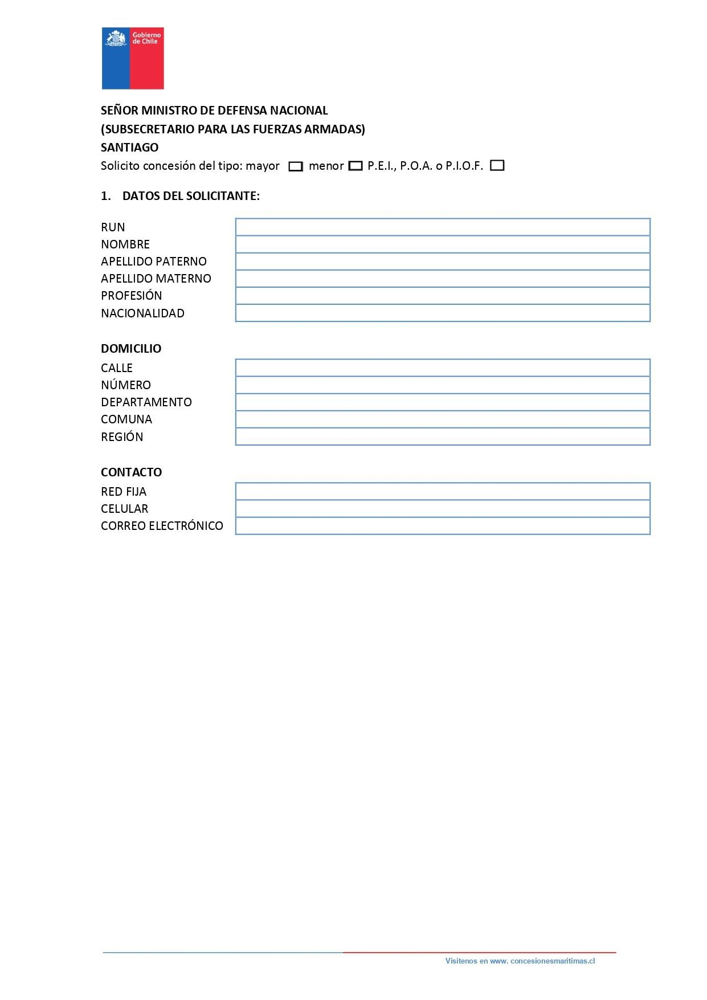 Gobierno
de Chile
SEÑOR MINISTRO DE DEFENSA NACIONAL
(SUBSECRETARIO PARA LAS FUERZAS ARMADAS)
SANTIAGO
Solicito concesión del tipo: mayor menor P.E.I., P.O.A. o P.I.O.F.
1. DATOS DEL SOLICITANTE:
RUN
NOMBRE
APELLIDO PATERNO
APELLIDO MATERNO
PROFESIÓN
NACIONALIDAD
DOMICILIO
CALLE
NÚMERO
DEPARTAMENTO
COMUNA
REGIÓN
CONTACTO
RED FIJA
CELULAR
CORREO ELECTRÓNICO
Visítenos en www. concesionesmaritimas.cl